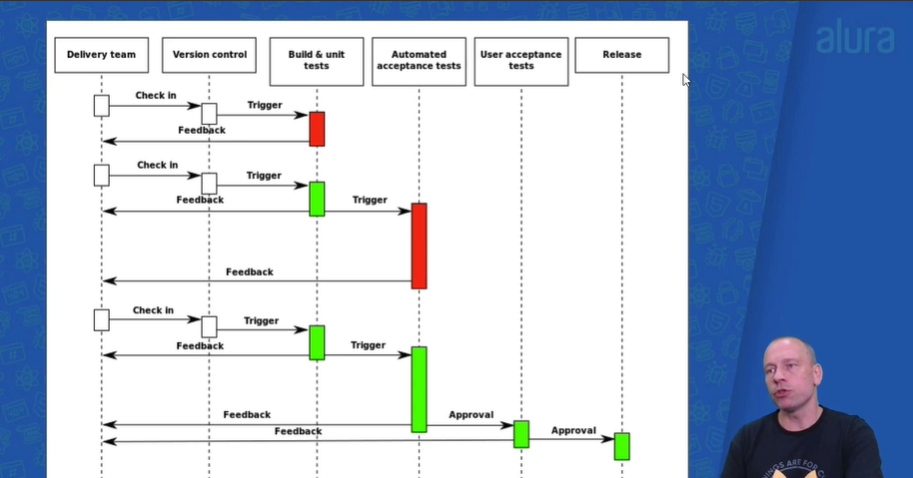 alura
Delivery team
Version control
Build & unit
tests
Automated
acceptance tests
User acceptance
tests
Release
Check in
Trigger
Feedback
Check in
Trigger
Feedback
Trigger
Feedback
Check in
Trigger
Feedback
Trigger
Feedback
Approval
Feedback
Approval